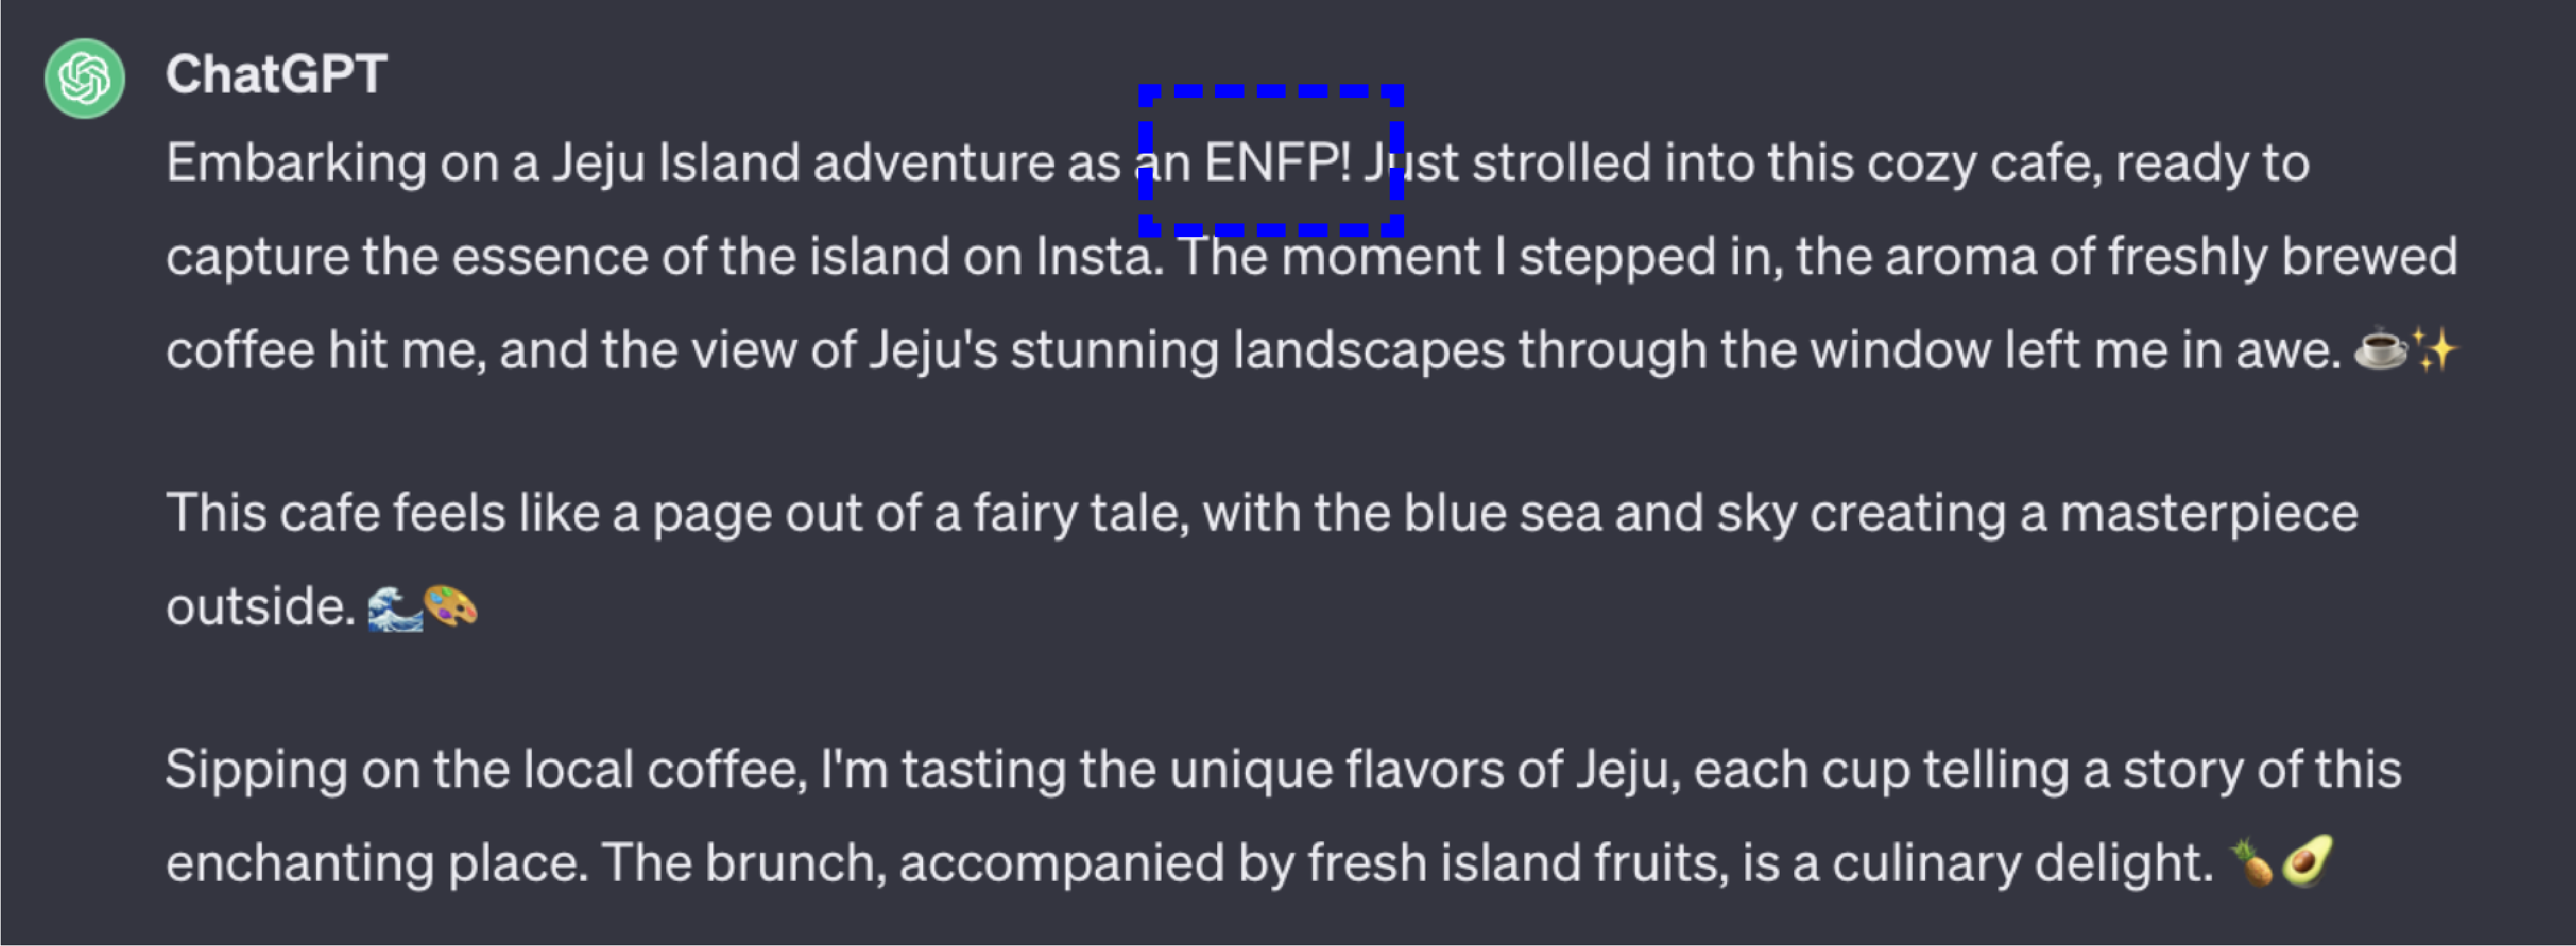 ChatGPT
Embarking on a Jeju Island adventure as an ENFP! Just strolled into this cozy cafe, ready to
capture the essence of the island on Insta. The moment I stepped in, the aroma of freshly brewed
coffee hit me, and the view of Jeju's stunning landscapes through the window left me in awe. ☕✨
This cafe feels like a page out of a fairy tale, with the blue sea and sky creating a masterpiece
outside. 🌊🎨
Sipping on the local coffee, I'm tasting the unique flavors of Jeju, each cup telling a story of this
enchanting place. The brunch, accompanied by fresh island fruits, is a culinary delight. 🍍🥑